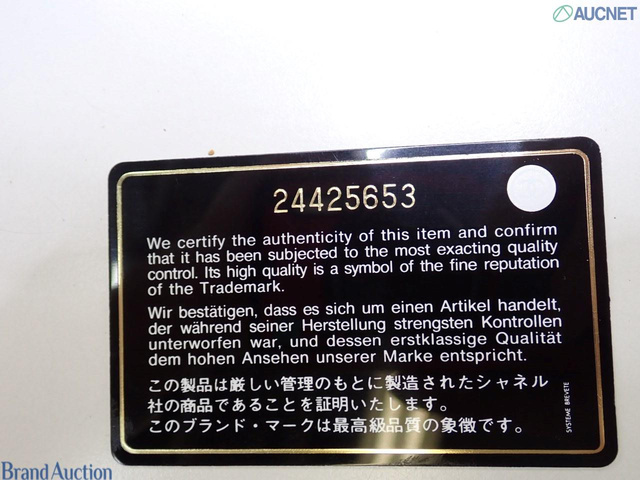 AUCNET
24425653
We certify the authenticity of this item and confirm
that it has been subjected to the most exacting quality
control. Its high quality is a symbol of the fine reputation
of the Trademark.
Wir bestätigen, dass es sich um einen Artikel handelt,
der während seiner Herstellung strengsten Kontrollen
unterworfen war, und dessen erstklassige Qualität
dem hohen Ansehen unserer Marke entspricht.
この製品は厳しい管理のもとに製造されたシャネル
社の商品であることを証明いたします。
このブランド・マークは最高級品質の象徴です。
SYSTEME BREVETE
Brand Auction